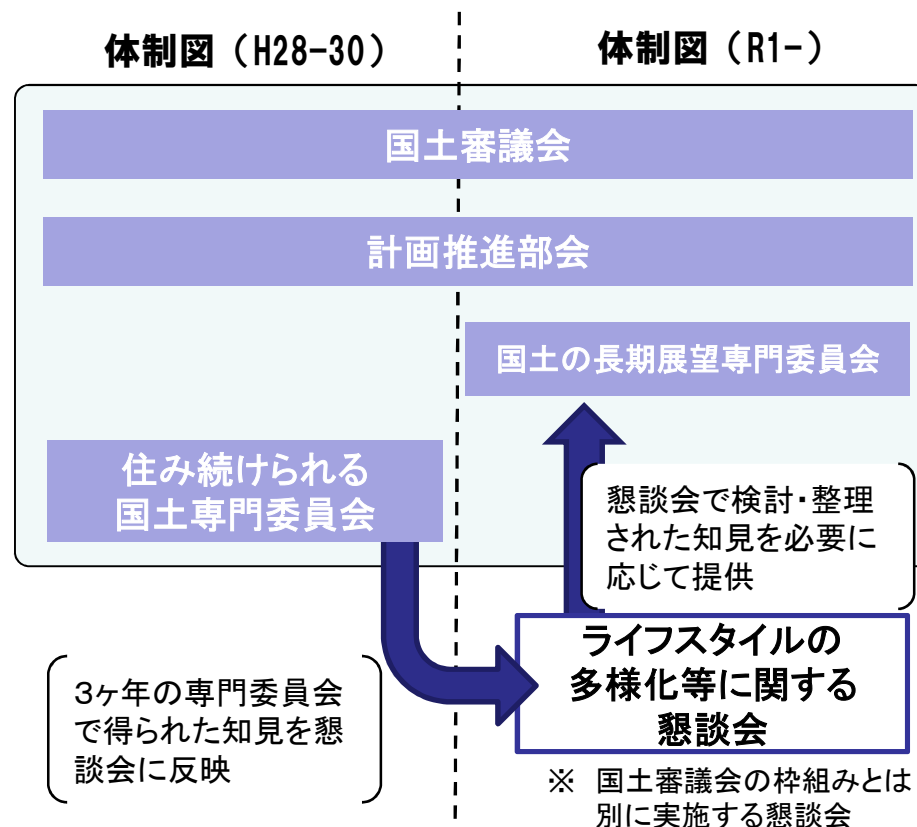 体制図（H28-30）
体制図（R1-）
国土審議会
計画推進部会
国土の長期展望専門委員会
住み続けられる
国土専門委員会
懇談会で検討・整理
された知見を必要に
応じて提供
ライフスタイルの
多様化等に関する
懇談会
3ヶ年の専門委員会
で得られた知見を懇
談会に反映
※ 国土審議会の枠組みとは
別に実施する懇談会